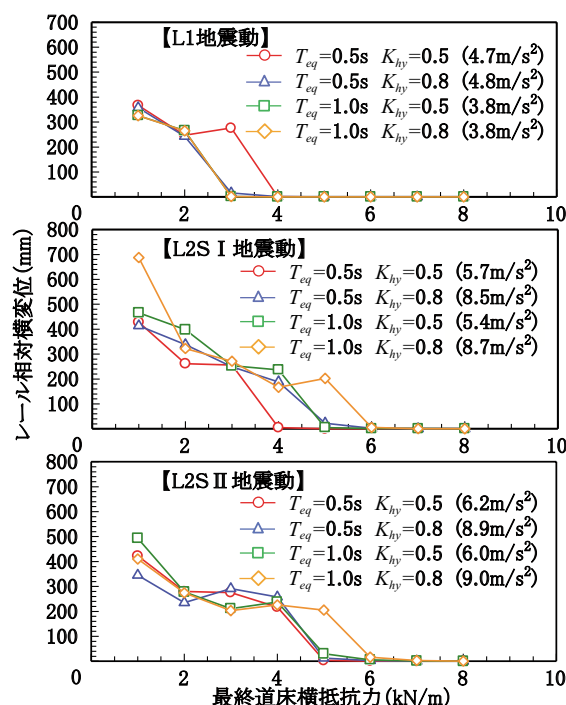 700
600
500
400
300
200
100
0
2
4
6
8
10
【L1地震動】
Teq=0.5s Khy=0.5 (4.7m/s²)
Teq=0.5s Khy=0.8 (4.8m/s²)
Teq=1.0s Khy=0.5 (3.8m/s²)
Teq=1.0s Khy=0.8 (3.8m/s²)
レール相対横変位(mm)
800
700
600
500
400
300
200
100
0
2
4
6
8
10
【L2SⅠ地震動】
Teq=0.5s Khy=0.5 (5.7m/s²)
Teq=0.5s Khy=0.8 (8.5m/s²)
Teq=1.0s Khy=0.5 (5.4m/s²)
Teq=1.0s Khy=0.8 (8.7m/s²)
800
700
600
500
400
300
200
100
0
2
4
6
8
10
【L2SⅡ地震動】
Teq=0.5s Khy=0.5 (6.2m/s²)
Teq=0.5s Khy=0.8 (8.9m/s²)
Teq=1.0s Khy=0.5 (6.0m/s²)
Teq=1.0s Khy=0.8 (9.0m/s²)
最終道床横抵抗力(kN/m)